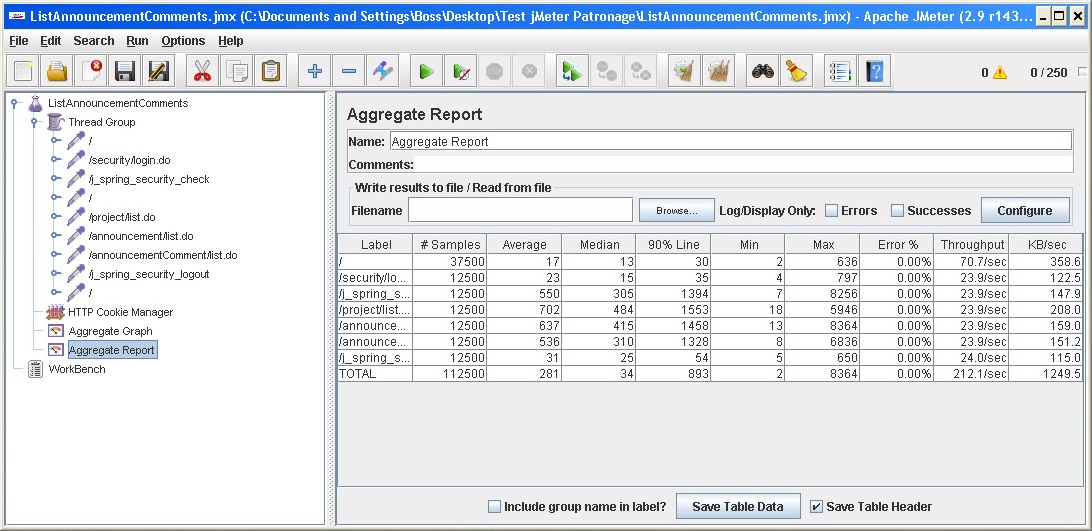 ListAnnouncementComments.jmx (C:\Documents and Settings\Boss\Desktop\Test jMeter Patronage\ListAnnouncementComments.jmx) - Apache JMeter (2.9 r143...
File Edit Search Run Options Help
0 0 / 250
ListAnnouncementComments
Thread Group
/
/security/login.do
/j_spring_security_check
/
/project/list.do
/announcement/list.do
/announcementComment/list.do
/j_spring_security_logout
/
HTTP Cookie Manager
Aggregate Graph
Aggregate Report
WorkBench
Aggregate Report
Name: Aggregate Report
Comments:
Write results to file / Read from file
Filename Browse... Log/Display Only: Errors Successes Configure
Label # Samples Average Median 90% Line Min Max Error % Throughput KB/sec
/ 37500 17 13 30 2 636 0.00% 70.7/sec 358.6
/security/lo... 12500 23 15 35 4 797 0.00% 23.9/sec 122.5
/j_spring_s... 12500 550 305 1394 7 8256 0.00% 23.9/sec 147.9
/project/list.... 12500 702 484 1553 18 5946 0.00% 23.9/sec 208.0
/announce... 12500 637 415 1458 13 8364 0.00% 23.9/sec 159.0
/announce... 12500 536 310 1328 8 6836 0.00% 23.9/sec 151.2
/j_spring_s... 12500 31 25 54 5 650 0.00% 24.0/sec 115.0
TOTAL 112500 281 34 893 2 8364 0.00% 212.1/sec 1249.5
Include group name in label? Save Table Data Save Table Header